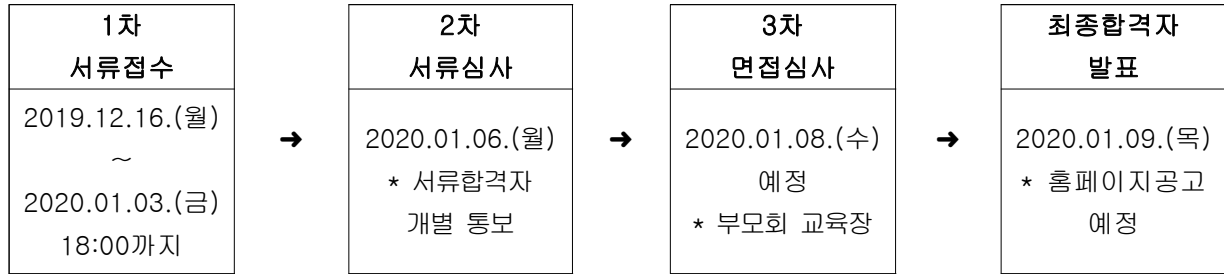 1차
서류접수
2019.12.16.(월)
~
2020.01.03.(금)
18:00까지
➜
2차
서류심사
2020.01.06.(월)
* 서류합격자
개별 통보
➜
3차
면접심사
2020.01.08.(수)
예정
* 부모회 교육장
➜
최종합격자
발표
2020.01.09.(목)
* 홈페이지공고
예정